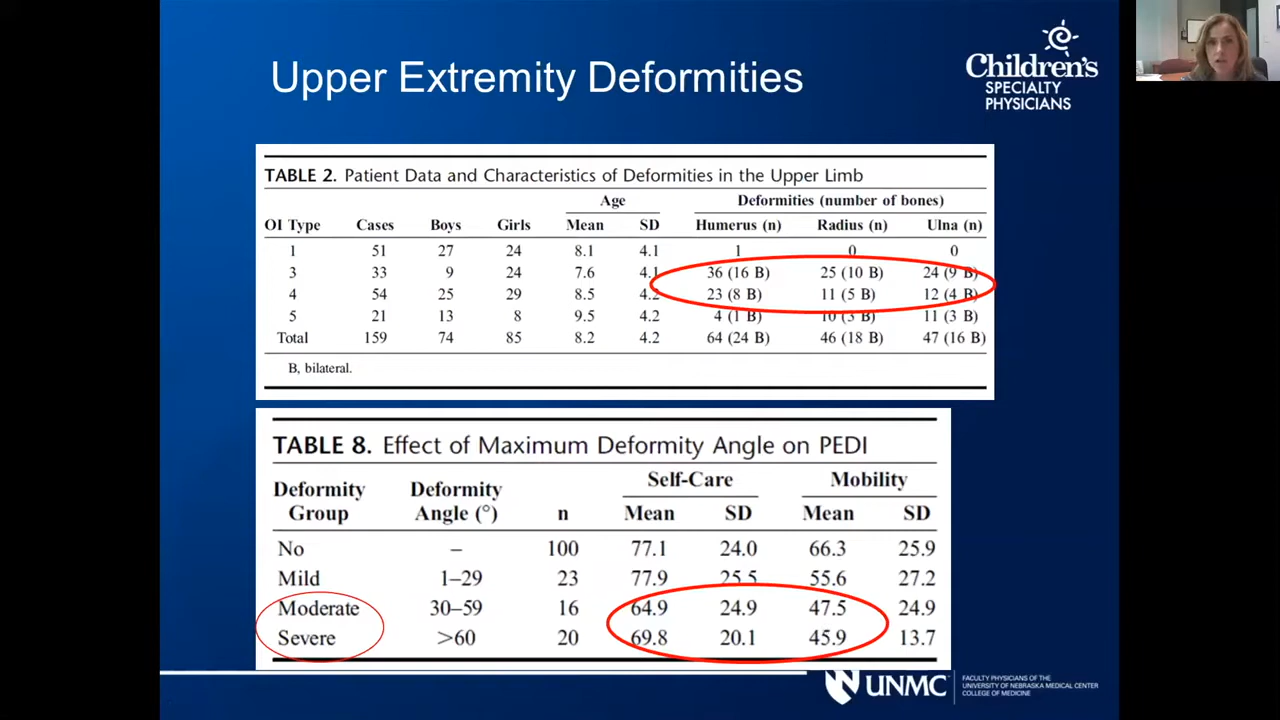 Upper Extremity Deformities
Children's
SPECIALTY
PHYSICIANS
TABLE 2. Patient Data and Characteristics of Deformities in the Upper Limb
Age Deformities (number of bones)
OI Type Cases Boys Girls Mean SD Humerus (n) Radius (n) Ulna (n)
1 51 27 24 8.1 4.1 1 0 0
3 33 9 24 7.6 4.1 36 (16 B) 25 (10 B) 24 (9 B)
4 54 25 29 8.5 4.2 23 (8 B) 11 (5 B) 12 (4 B)
5 21 13 8 9.5 4.2 4 (1 B) 10 (3 B) 11 (3 B)
Total 159 74 85 8.2 4.2 64 (24 B) 46 (18 B) 47 (16 B)
B, bilateral.
TABLE 8. Effect of Maximum Deformity Angle on PEDI
Self-Care Mobility
Deformity Group Deformity Angle (°) n Mean SD Mean SD
No – 100 77.1 24.0 66.3 25.9
Mild 1–29 23 77.9 25.5 55.6 27.2
Moderate 30–59 16 64.9 24.9 47.5 24.9
Severe >60 20 69.8 20.1 45.9 13.7
UNMC
FACULTY PHYSICIANS OF THE
UNIVERSITY OF NEBRASKA MEDICAL CENTER
COLLEGE OF MEDICINE